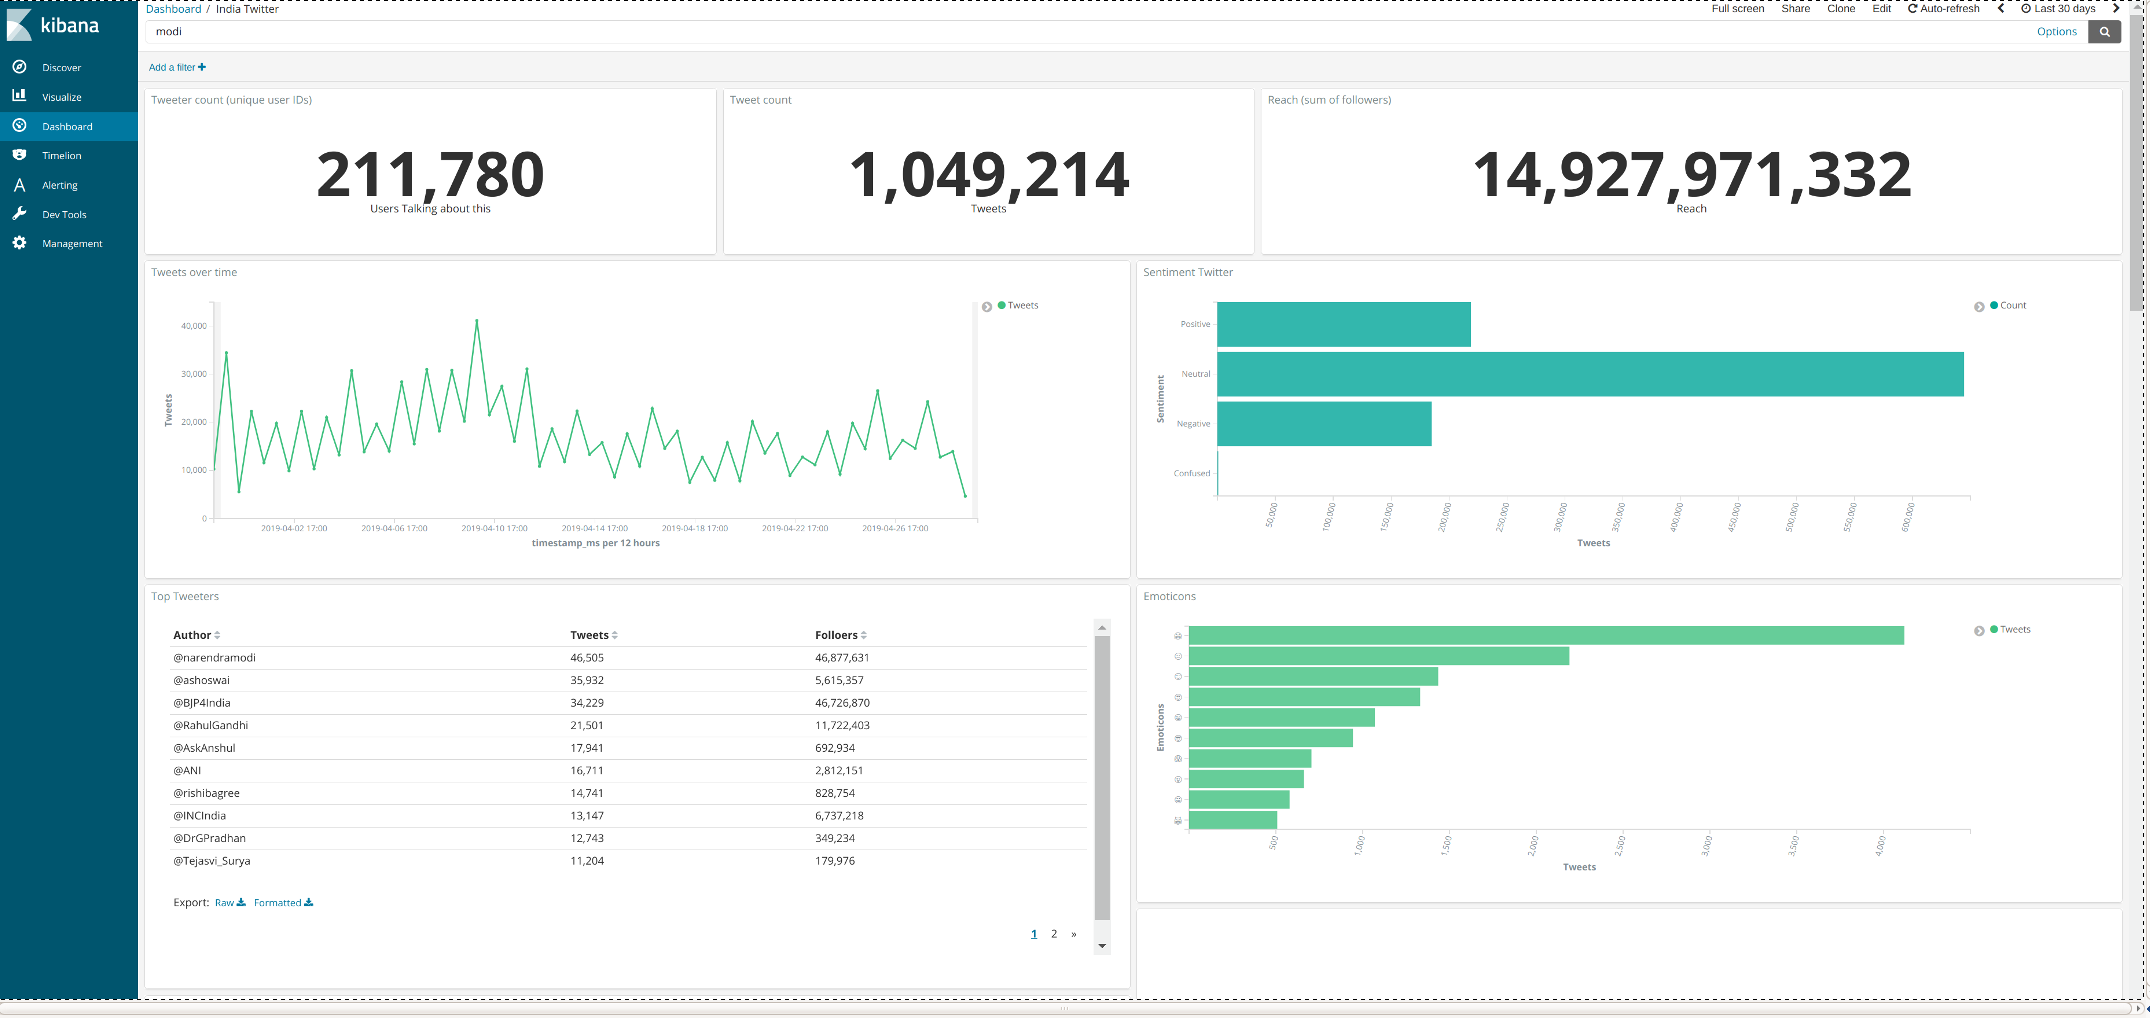 kibana
Discover
Visualize
Dashboard
Timelion
Alerting
Dev Tools
Management
Dashboard / India Twitter
Full screen Share Clone Edit Auto-refresh Last 30 days
modi
Options
Add a filter
Tweeter count (unique user IDs)
211,780
Users Talking about this
Tweet count
1,049,214
Tweets
Reach (sum of followers)
14,927,971,332
Reach
Tweets over time
Tweets
40,000
30,000
20,000
10,000
0
Tweets
2019-04-02 17:00 2019-04-06 17:00 2019-04-10 17:00 2019-04-14 17:00 2019-04-18 17:00 2019-04-22 17:00 2019-04-26 17:00
timestamp_ms per 12 hours
Sentiment Twitter
Count
Sentiment
Positive
Neutral
Negative
Confused
50,000 100,000 150,000 200,000 250,000 300,000 350,000 400,000 450,000 500,000 550,000 600,000
Tweets
Top Tweeters
Author Tweets Folloers
@narendramodi 46,505 46,877,631
@ashoswai 35,932 5,615,357
@BJP4India 34,229 46,726,870
@RahulGandhi 21,501 11,722,403
@AskAnshul 17,941 692,934
@ANI 16,711 2,812,151
@rishibagree 14,741 828,754
@INCIndia 13,147 6,737,218
@DrGPradhan 12,743 349,234
@Tejasvi_Surya 11,204 179,976
Export: Raw Formatted
1 2 »
Emoticons
Tweets
Emoticons
500 1,000 1,500 2,000 2,500 3,000 3,500 4,000
Tweets